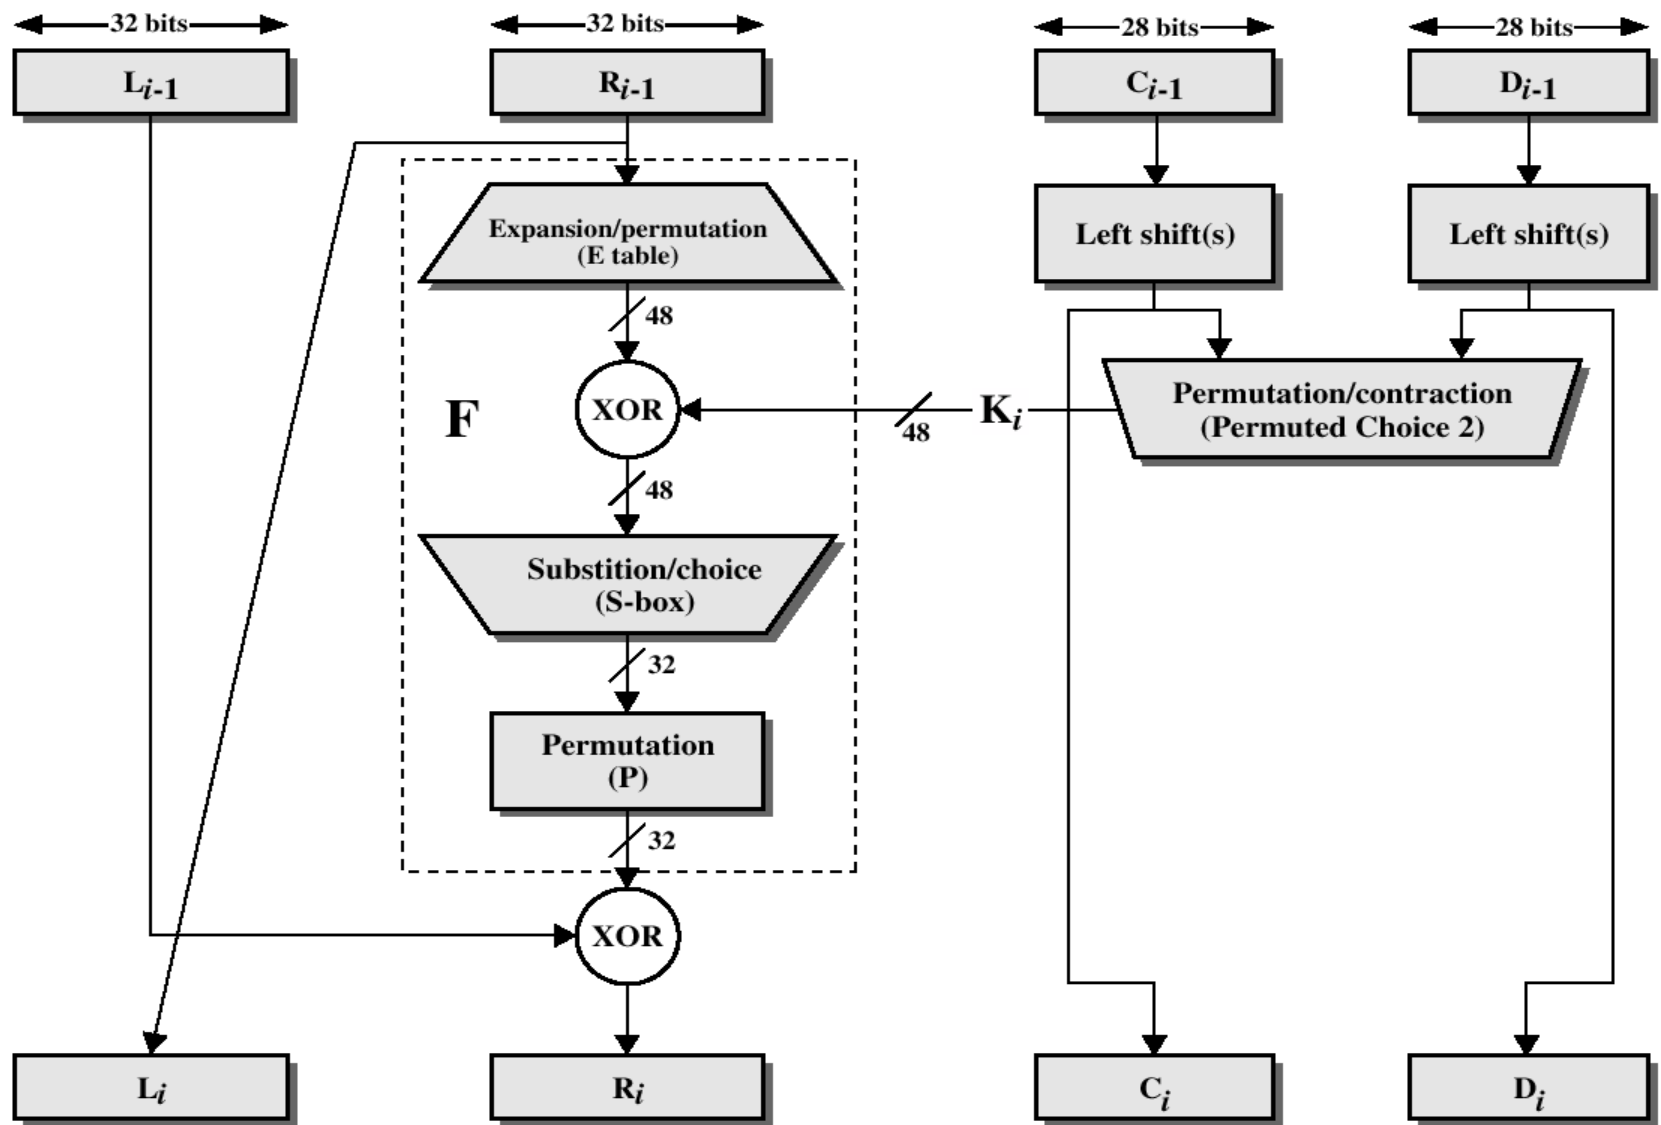 32 bits
32 bits
28 bits
28 bits
Li-1
Ri-1
Ci-1
Di-1
Expansion/permutation
(E table)
Left shift(s)
Left shift(s)
48
F
XOR
48
Ki
Permutation/contraction
(Permuted Choice 2)
48
Substition/choice
(S-box)
32
Permutation
(P)
32
XOR
Li
Ri
Ci
Di